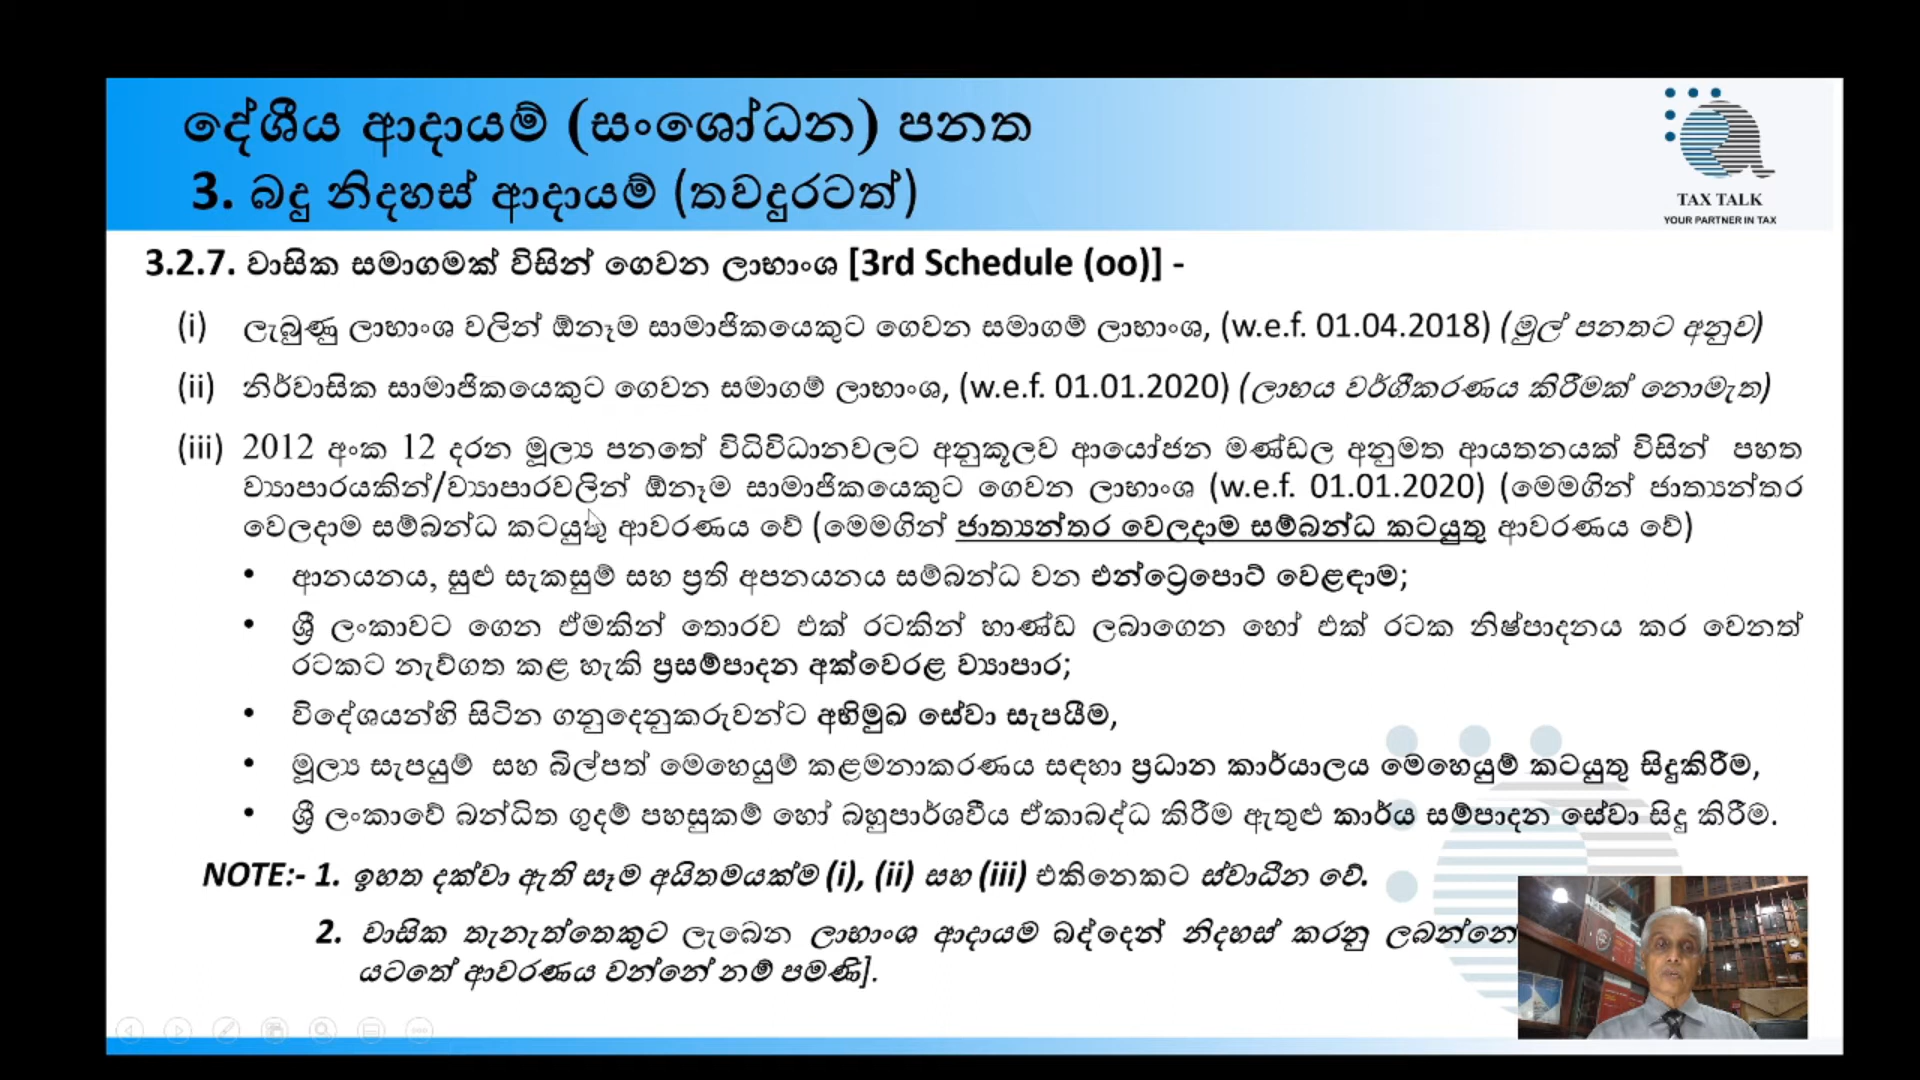 දේශීය ආදායම් (සංශෝධන) පනත
3. බදු නිදහස් ආදායම් (තවදුරටත්)
TAX TALK
YOUR PARTNER IN TAX
3.2.7. වාසික සමාගමක් විසින් ගෙවන ලාභාංශ [3rd Schedule (oo)] -
(i) ලැබුණු ලාභාංශ වලින් ඕනෑම සාමාජිකයෙකුට ගෙවන සමාගම් ලාභාංශ, (w.e.f. 01.04.2018) (මුල් පනතට අනුව)
(ii) නිර්වාසික සාමාජිකයෙකුට ගෙවන සමාගම් ලාභාංශ, (w.e.f. 01.01.2020) (ලාභය වර්ගීකරණය කිරීමක් නොමැත)
(iii) 2012 අංක 12 දරන මූල්‍ය පනතේ විධිවිධානවලට අනුකූලව ආයෝජන මණ්ඩල අනුමත ආයතනයක් විසින් පහත
ව්‍යාපාරයකින්/ව්‍යාපාරවලින් ඕනෑම සාමාජිකයෙකුට ගෙවන ලාභාංශ (w.e.f. 01.01.2020) (මෙමගින් ජාත්‍යන්තර
වෙලදාම සම්බන්ධ කටයුතු ආවරණය වේ (මෙමගින් ජාත්‍යන්තර වෙලදාම සම්බන්ධ කටයුතු ආවරණය වේ)
• ආනයනය, සුළු සැකසුම් සහ ප්‍රති අපනයනය සම්බන්ධ වන එන්ට්‍රෙපොට් වෙළඳාම;
• ශ්‍රී ලංකාවට ගෙන ඒමකින් තොරව එක් රටකින් භාණ්ඩ ලබාගෙන හෝ එක් රටක නිෂ්පාදනය කර වෙනත්
රටකට නැව්ගත කළ හැකි ප්‍රසම්පාදන අක්වෙරළ ව්‍යාපාර;
• විදේශයන්හි සිටින ගනුදෙනුකරුවන්ට අභිමුඛ සේවා සැපයීම,
• මූල්‍ය සැපයුම් සහ බිල්පත් මෙහෙයුම් කළමනාකරණය සඳහා ප්‍රධාන කාර්යාලය මෙහෙයුම් කටයුතු සිදුකිරීම,
• ශ්‍රී ලංකාවේ බන්ධිත ගුදම් පහසුකම් හෝ බහුපාර්ශවීය ඒකාබද්ධ කිරීම් ඇතුළු කාර්ය සම්පාදන සේවා සිදු කිරීම.
NOTE:- 1. ඉහත දක්වා ඇති සෑම අයිතමයක්ම (i), (ii) සහ (iii) එකිනෙකට ස්වාධීන වේ.
2. වාසික තැනැත්තෙකුට ලැබෙන ලාභාංශ ආදායම බද්දෙන් නිදහස් කරනු ලබන්නෙ
යටතේ ආවරණය වන්නේ නම් පමණි].